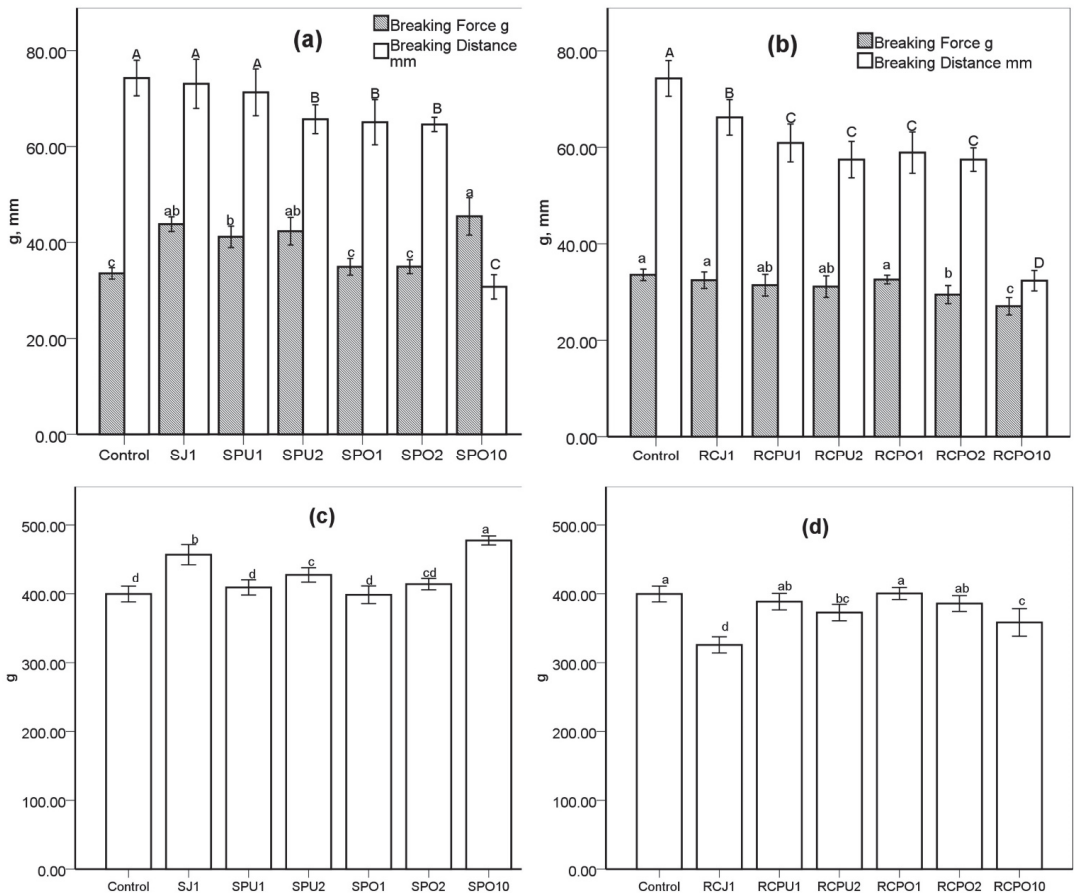 (a)
Breaking Force g
Breaking Distance
mm
g, mm
80.00
60.00
40.00
20.00
0.00
A
A
A
B
B
B
C
c
ab
b
ab
c
c
a
Control SJ1 SPU1 SPU2 SPO1 SPO2 SPO10
(b)
Breaking Force g
Breaking Distance mm
g, mm
80.00
60.00
40.00
20.00
0.00
A
B
C
C
C
C
D
a
a
ab
ab
a
b
c
Control RCJ1 RCPU1 RCPU2 RCPO1 RCPO2 RCPO10
(c)
g
500.00
400.00
300.00
200.00
100.00
0.00
d
b
d
c
d
cd
a
Control SJ1 SPU1 SPU2 SPO1 SPO2 SPO10
(d)
g
500.00
400.00
300.00
200.00
100.00
0.00
a
d
ab
bc
a
ab
c
Control RCJ1 RCPU1 RCPU2 RCPO1 RCPO2 RCPO10